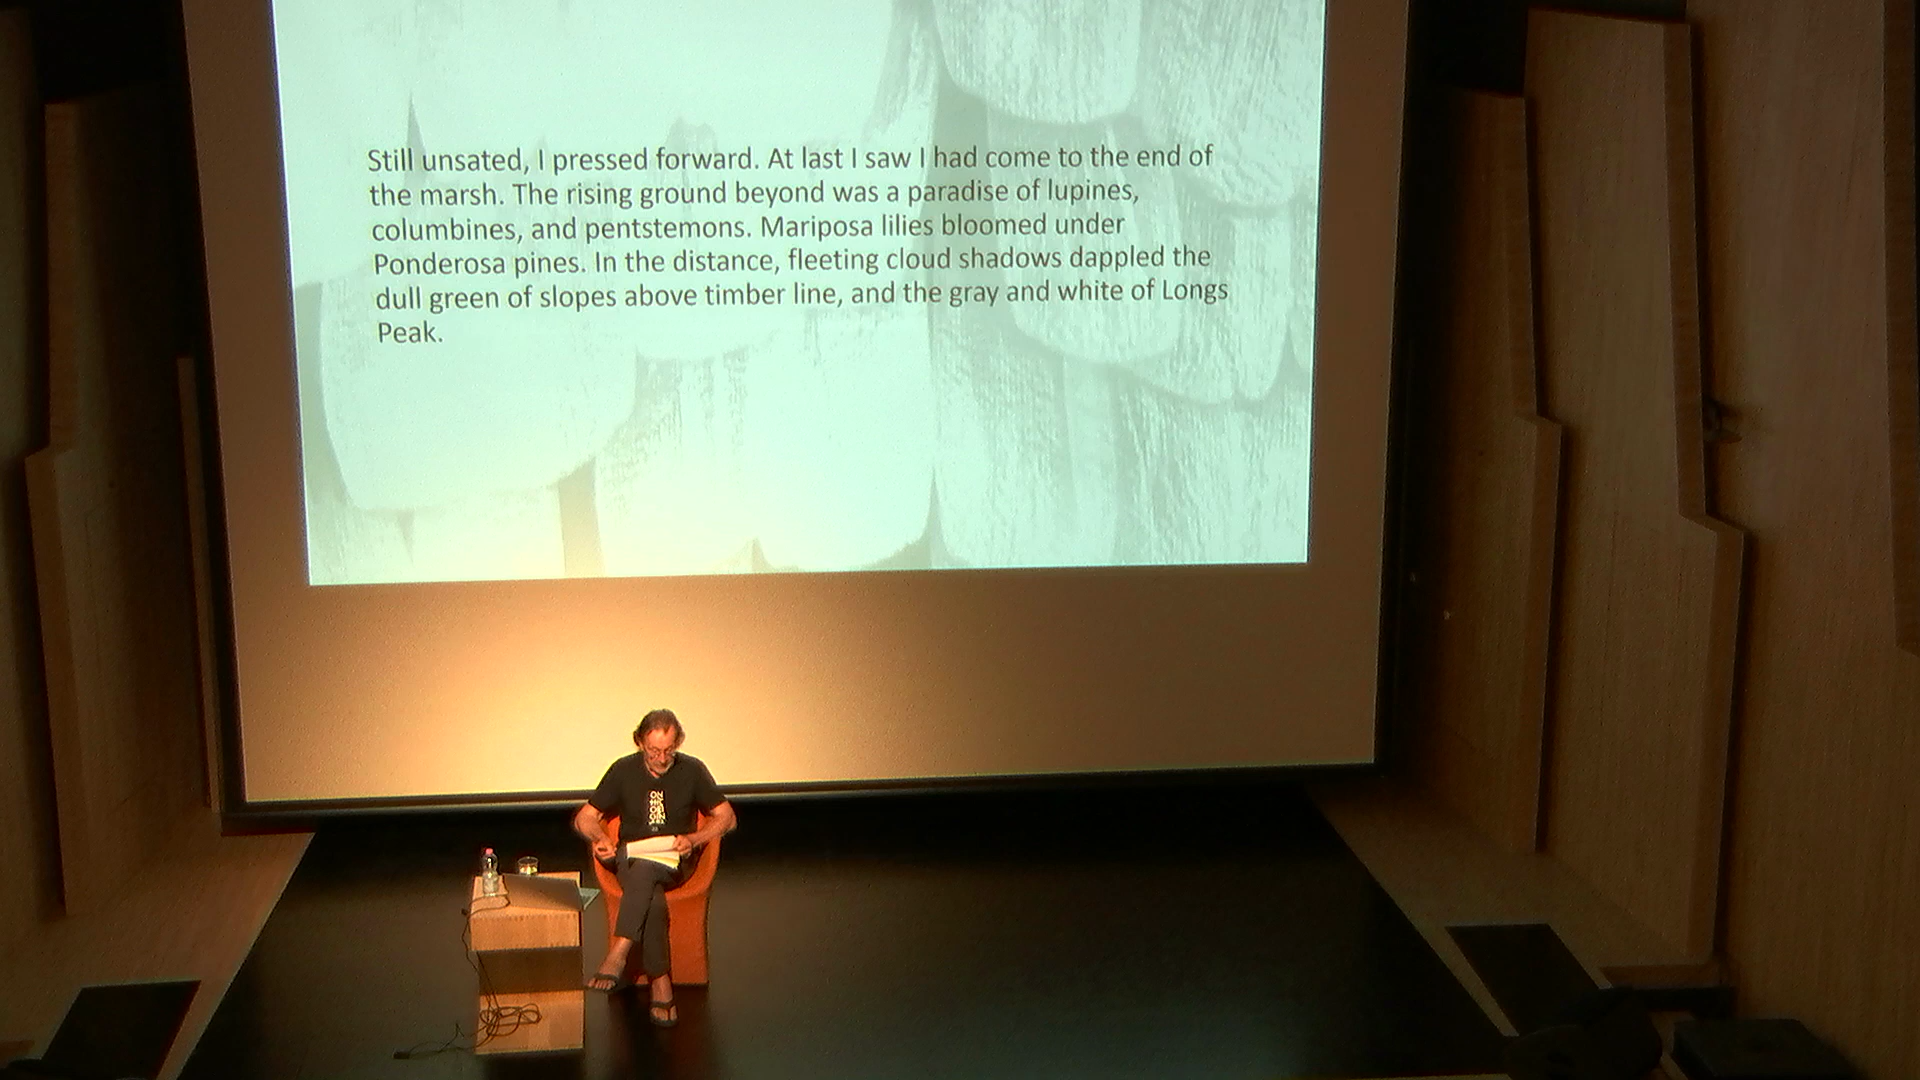 Still unsated, I pressed forward. At last I saw I had come to the end of
the marsh. The rising ground beyond was a paradise of lupines,
columbines, and pentstemons. Mariposa lilies bloomed under
Ponderosa pines. In the distance, fleeting cloud shadows dappled the
dull green of slopes above timber line, and the gray and white of Longs
Peak.
ON